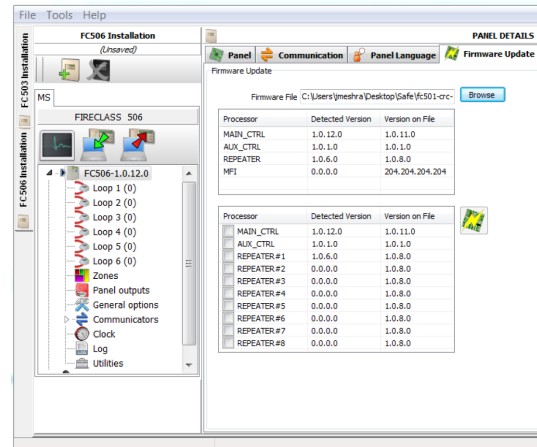 File Tools Help
FC503 Installation
FC506 Installation
FC506 Installation
(Unsaved)
MS
FIRECLASS 506
FC506-1.0.12.0
Loop 1 (0)
Loop 2 (0)
Loop 3 (0)
Loop 4 (0)
Loop 5 (0)
Loop 6 (0)
Zones
Panel outputs
General options
Communicators
Clock
Log
Utilities
PANEL DETAILS
Panel Communication Panel Language Firmware Update
Firmware Update
Firmware File C:\Users\jmeshra\Desktop\Safe\fc501-crc- Browse
Processor Detected Version Version on File
MAIN_CTRL 1.0.12.0 1.0.11.0
AUX_CTRL 1.0.1.0 1.0.1.0
REPEATER 1.0.6.0 1.0.8.0
MFI 0.0.0.0 204.204.204.204
Processor Detected Version Version on File
MAIN_CTRL 1.0.12.0 1.0.11.0
AUX_CTRL 1.0.1.0 1.0.1.0
REPEATER#1 1.0.6.0 1.0.8.0
REPEATER#2 0.0.0.0 1.0.8.0
REPEATER#3 0.0.0.0 1.0.8.0
REPEATER#4 0.0.0.0 1.0.8.0
REPEATER#5 0.0.0.0 1.0.8.0
REPEATER#6 0.0.0.0 1.0.8.0
REPEATER#7 0.0.0.0 1.0.8.0
REPEATER#8 0.0.0.0 1.0.8.0